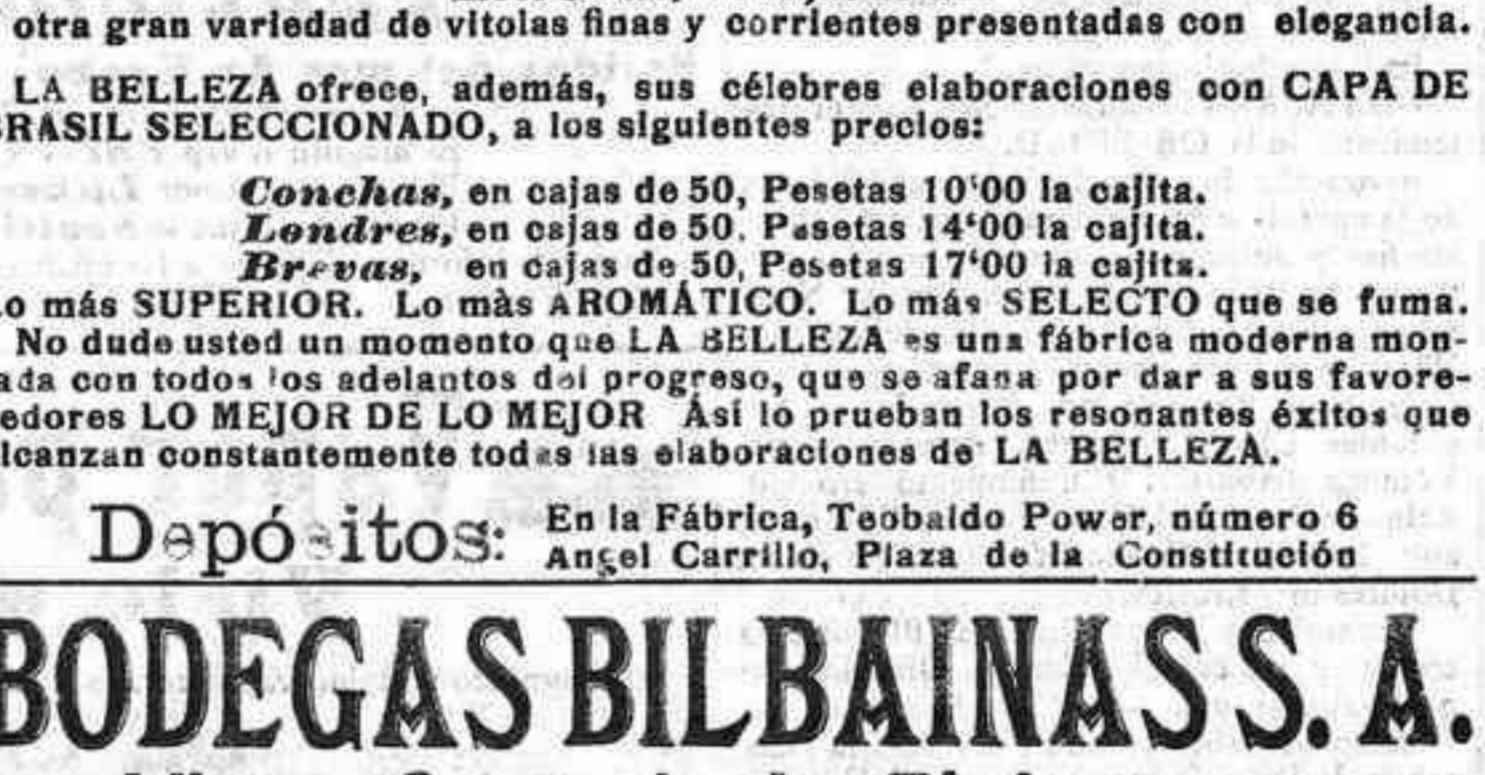 otra gran variedad de vitolas finas y corrientes presentadas con elegancia.
LA BELLEZA ofrece, además, sus célebres elaboraciones con CAPA DE
BRASIL SELECCIONADO, a los siguientes precios:
Conchas, en cajas de 50, Pesetas 10‘00 la cajita.
Londres, en cajas de 50. Pesetas 14‘00 la cajita.
Brevas, en cajas de 50, Pesetas 17‘00 la cajita.
Lo más SUPERIOR. Lo màs AROMÁTICO. Lo más SELECTO que se fuma.
No dude usted un momento que LA BELLEZA es una fábrica moderna mon-
ada con todos los adelantos del progreso, que se afana por dar a sus favore-
edores LO MEJOR DE LO MEJOR Así lo prueban los resonantes éxitos que
lcanzan constantemente todas las elaboraciones de LA BELLEZA.
Depósitos: En la Fábrica, Teobaldo Power, número 6
Angel Carrillo, Plaza de la Constitución
BODEGAS BILBAINAS S. A.